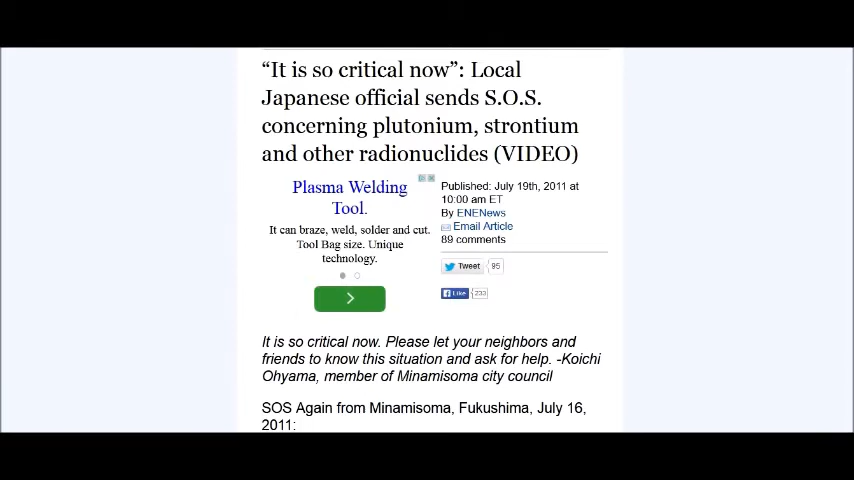 “It is so critical now”: Local
Japanese official sends S.O.S.
concerning plutonium, strontium
and other radionuclides (VIDEO)
Plasma Welding
Tool.
It can braze, weld, solder and cut.
Tool Bag size. Unique
technology.
Published: July 19th, 2011 at
10:00 am ET
By ENENews
Email Article
89 comments
Tweet 95
Like 233
It is so critical now. Please let your neighbors and
friends to know this situation and ask for help. -Koichi
Ohyama, member of Minamisoma city council
SOS Again from Minamisoma, Fukushima, July 16,
2011: